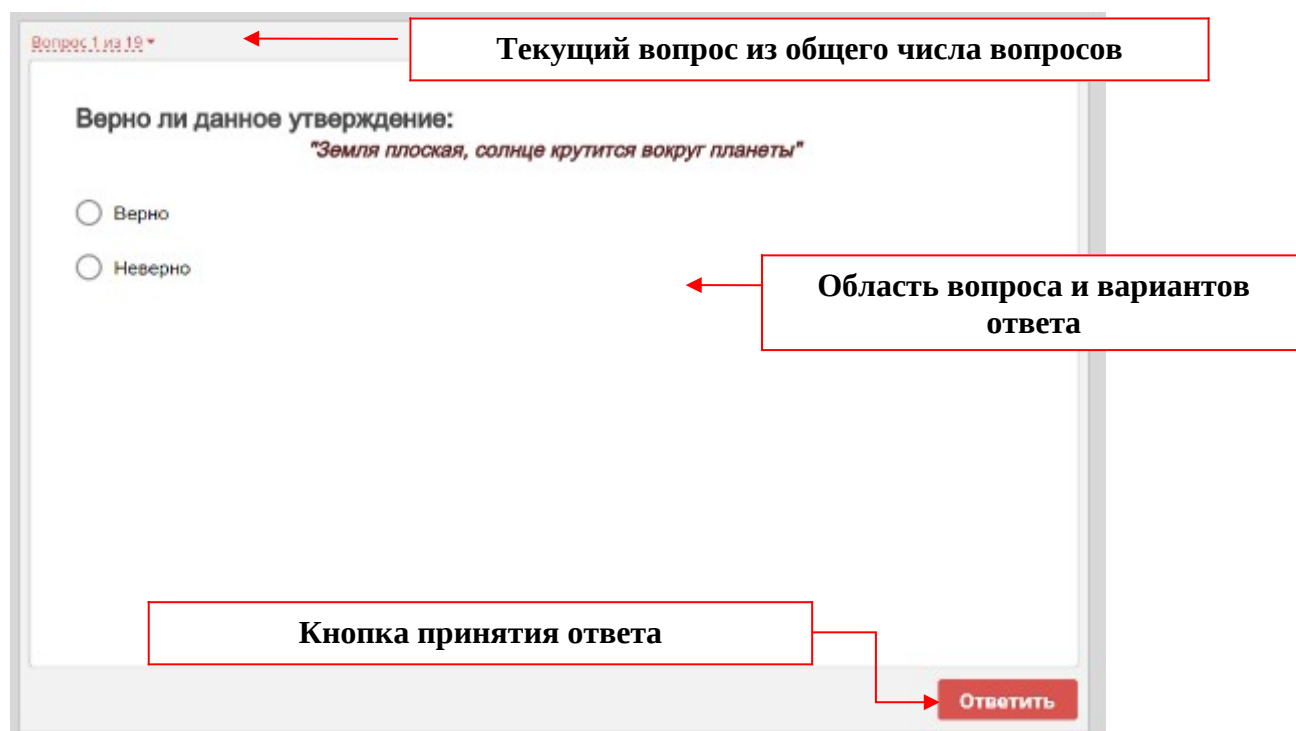 Вопрос 1 из 19
Текущий вопрос из общего числа вопросов
Верно ли данное утверждение:
"Земля плоская, солнце крутится вокруг планеты"
Верно
Неверно
Область вопроса и вариантов
ответа
Кнопка принятия ответа
Ответить